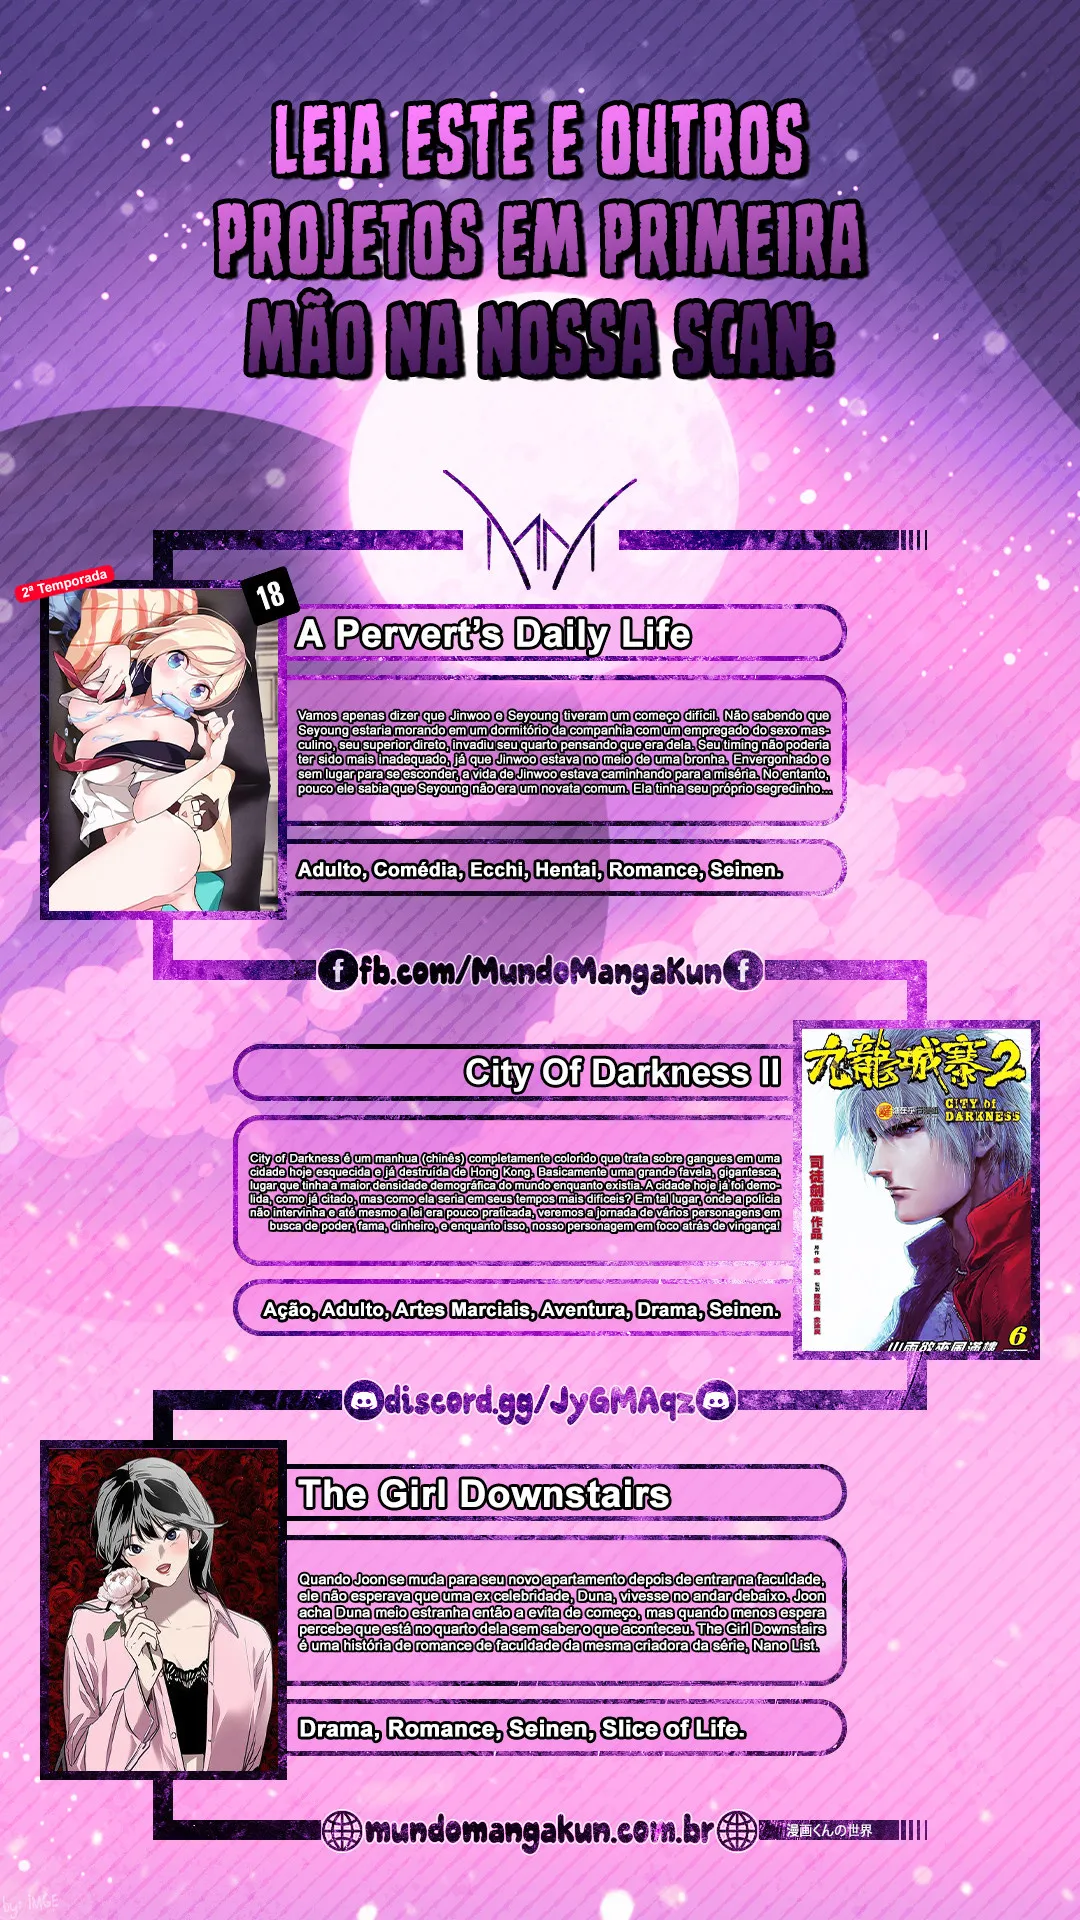 LEIA ESTE E OUTROS
PROJETOS EM PRIMEIRA
MÃO NA NOSSA SCAN:
2ª Temporada
18
A Pervert's Daily Life
Vamos apenas dizer que Jinwoo e Seyoung tiveram um começo difícil. Não sabendo que
Seyoung estaria morando em um dormitório da companhia com um empregado do sexo mas-
culino, seu superior direto, invadiu seu quarto pensando que era dela. Seu timing não poderia
ter sido mais inadequado, já que Jinwoo estava no meio de uma bronha. Envergonhado e
sem lugar para se esconder, a vida de Jinwoo estava caminhando para a miséria. No entanto,
pouco ele sabia que Seyoung não era um novata comum. Ela tinha seu próprio segredinho...
Adulto, Comédia, Ecchi, Hentai, Romance, Seinen.
fb.com/MundoMangaKun
City Of Darkness II
City of Darkness é um manhua (chinês) completamente colorido que trata sobre gangues em uma
cidade hoje esquecida e já destruída de Hong Kong. Basicamente uma grande favela, gigantesca,
lugar que tinha a maior densidade demográfica do mundo enquanto existia. A cidade hoje já foi demo-
lida, como já citado, mas como ela seria em seus tempos mais difíceis? Em tal lugar, onde a polícia
não intervinha e até mesmo a lei era pouco praticada, veremos a jornada de vários personagens em
busca de poder, fama, dinheiro, e enquanto isso, nosso personagem em foco atrás de vingança!
Ação, Adulto, Artes Marciais, Aventura, Drama, Seinen.
九龍城寨2
CITY of
DARKNESS
司徒劍僑 作品
山雨欲來風滿樓
6
discord.gg/JyGMAqz
The Girl Downstairs
Quando Joon se muda para seu novo apartamento depois de entrar na faculdade,
ele não esperava que uma ex celebridade, Duna, vivesse no andar debaixo. Joon
acha Duna meio estranha então a evita de começo, mas quando menos espera
percebe que está no quarto dela sem saber o que aconteceu. The Girl Downstairs
é uma história de romance de faculdade da mesma criadora da série, Nano List.
Drama, Romance, Seinen, Slice of Life.
mundomangakun.com.br
漫画くんの世界
by: IMGE